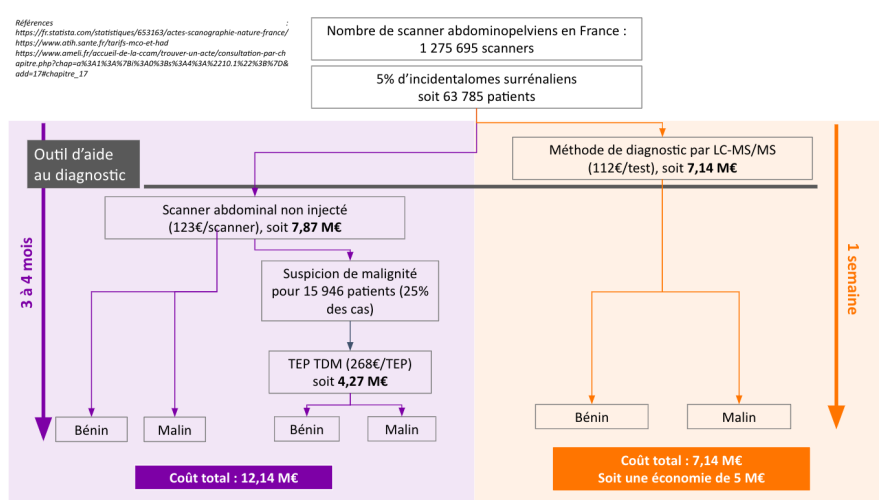 Références :
https://fr.statista.com/statistiques/653163/actes-scanographie-nature-france/
https://www.atih.sante.fr/tarifs-mco-et-had
https://www.ameli.fr/accueil-de-la-ccam/trouver-un-acte/consultation-par-ch
apitre.php?chap=a%3A1%3A%7Bi%3A0%3Bs%3A4%3A%2210.1%22%3B%7D&
add=17#chapitre_17
Nombre de scanner abdominopelviens en France :
1 275 695 scanners
5% d’incidentalomes surrénaliens
soit 63 785 patients
Outil d’aide
au diagnostic
Méthode de diagnostic par LC-MS/MS
(112€/test), soit 7,14 M€
Scanner abdominal non injecté
(123€/scanner), soit 7,87 M€
3 à 4 mois
1 semaine
Suspicion de malignité
pour 15 946 patients (25%
des cas)
TEP TDM (268€/TEP)
soit 4,27 M€
Bénin
Malin
Bénin
Malin
Bénin
Malin
Coût total : 12,14 M€
Coût total : 7,14 M€
Soit une économie de 5 M€